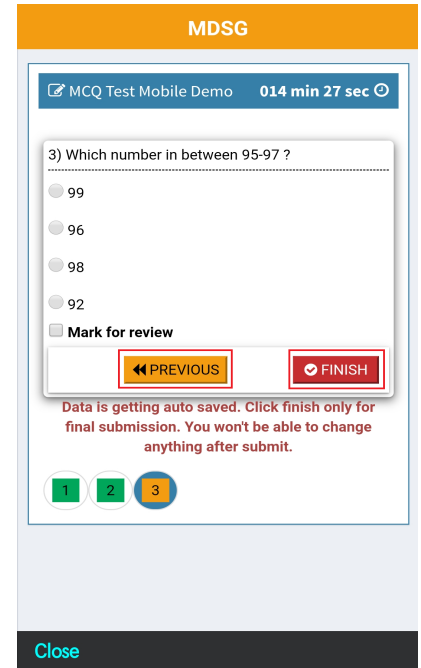 MDSG
MCQ Test Mobile Demo 014 min 27 sec
3) Which number in between 95-97 ?
99
96
98
92
Mark for review
PREVIOUS FINISH
Data is getting auto saved. Click finish only for
final submission. You won't be able to change
anything after submit.
1 2 3
Close